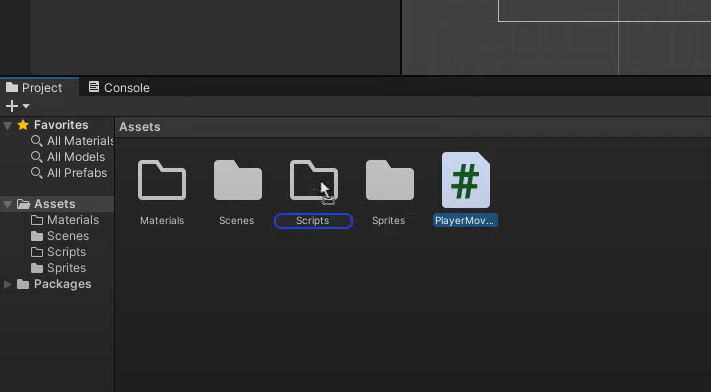 Project
Console
Favorites
All Materials
All Models
All Prefabs
Assets
Materials
Scenes
Scripts
Sprites
Packages
Assets
Materials
Scenes
Scripts
Sprites
PlayerMov...
#